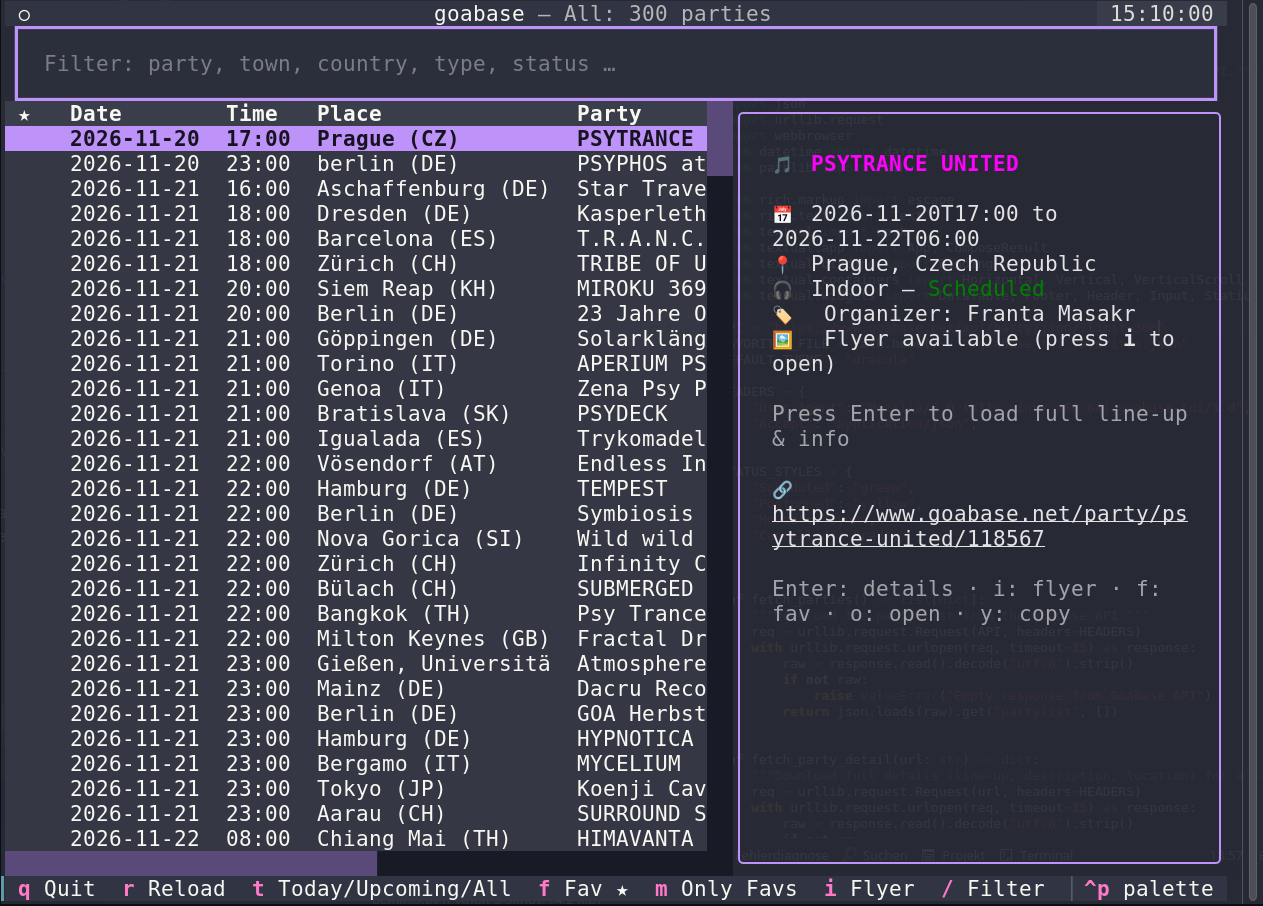 goabase — All: 300 parties 15:10:00
Filter: party, town, country, type, status …
★ Date Time Place Party
2026-11-20 17:00 Prague (CZ) PSYTRANCE
2026-11-20 23:00 berlin (DE) PSYPHOS at
2026-11-21 16:00 Aschaffenburg (DE) Star Trave
2026-11-21 18:00 Dresden (DE) Kasperleth
2026-11-21 18:00 Barcelona (ES) T.R.A.N.C.
2026-11-21 18:00 Zürich (CH) TRIBE OF U
2026-11-21 20:00 Siem Reap (KH) MIROKU 369
2026-11-21 20:00 Berlin (DE) 23 Jahre O
2026-11-21 21:00 Göppingen (DE) Solarkläng
2026-11-21 21:00 Torino (IT) APERIUM PS
2026-11-21 21:00 Genoa (IT) Zena Psy P
2026-11-21 21:00 Bratislava (SK) PSYDECK
2026-11-21 21:00 Igualada (ES) Trykomadel
2026-11-21 22:00 Vösendorf (AT) Endless In
2026-11-21 22:00 Hamburg (DE) TEMPEST
2026-11-21 22:00 Berlin (DE) Symbiosis
2026-11-21 22:00 Nova Gorica (SI) Wild wild
2026-11-21 22:00 Zürich (CH) Infinity C
2026-11-21 22:00 Bülach (CH) SUBMERGED
2026-11-21 22:00 Bangkok (TH) Psy Trance
2026-11-21 22:00 Milton Keynes (GB) Fractal Dr
2026-11-21 23:00 Gießen, Universitä Atmosphere
2026-11-21 23:00 Mainz (DE) Dacru Reco
2026-11-21 23:00 Berlin (DE) GOA Herbst
2026-11-21 23:00 Hamburg (DE) HYPNOTICA
2026-11-21 23:00 Bergamo (IT) MYCELIUM
2026-11-21 23:00 Tokyo (JP) Koenji Cav
2026-11-21 23:00 Aarau (CH) SURROUND S
2026-11-22 08:00 Chiang Mai (TH) HIMAVANTA
PSYTRANCE UNITED
2026-11-20T17:00 to
2026-11-22T06:00
Prague, Czech Republic
Indoor — Scheduled
Organizer: Franta Masakr
Flyer available (press i to
open)
Press Enter to load full line-up
& info
https://www.goabase.net/party/ps
ytrance-united/118567
Enter: details · i: flyer · f:
fav · o: open · y: copy
q Quit r Reload t Today/Upcoming/All f Fav ★ m Only Favs i Flyer / Filter ^p palette